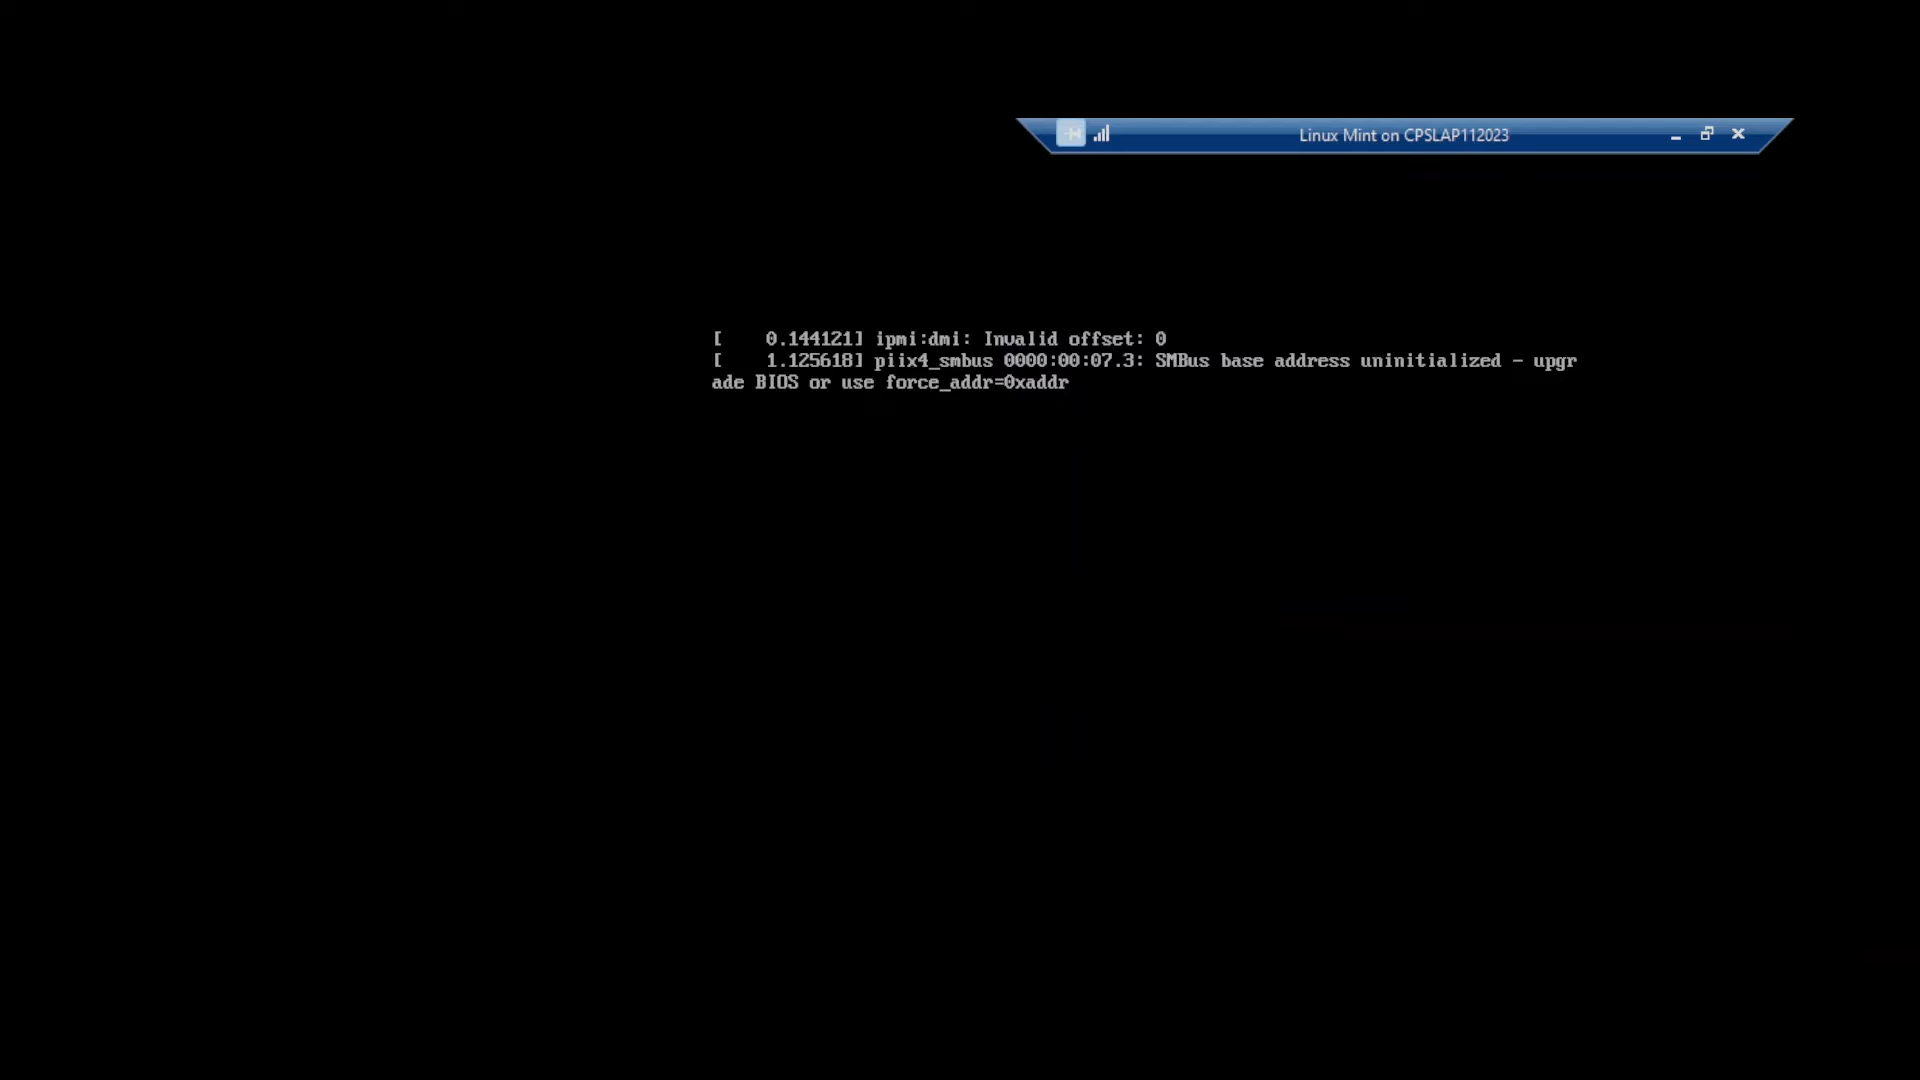 Linux Mint on CPSLAP112023
[    0.144121] ipmi:dmi: Invalid offset: 0
[    1.125618] piix4_smbus 0000:00:07.3: SMBus base address uninitialized - upgr
ade BIOS or use force_addr=0xaddr